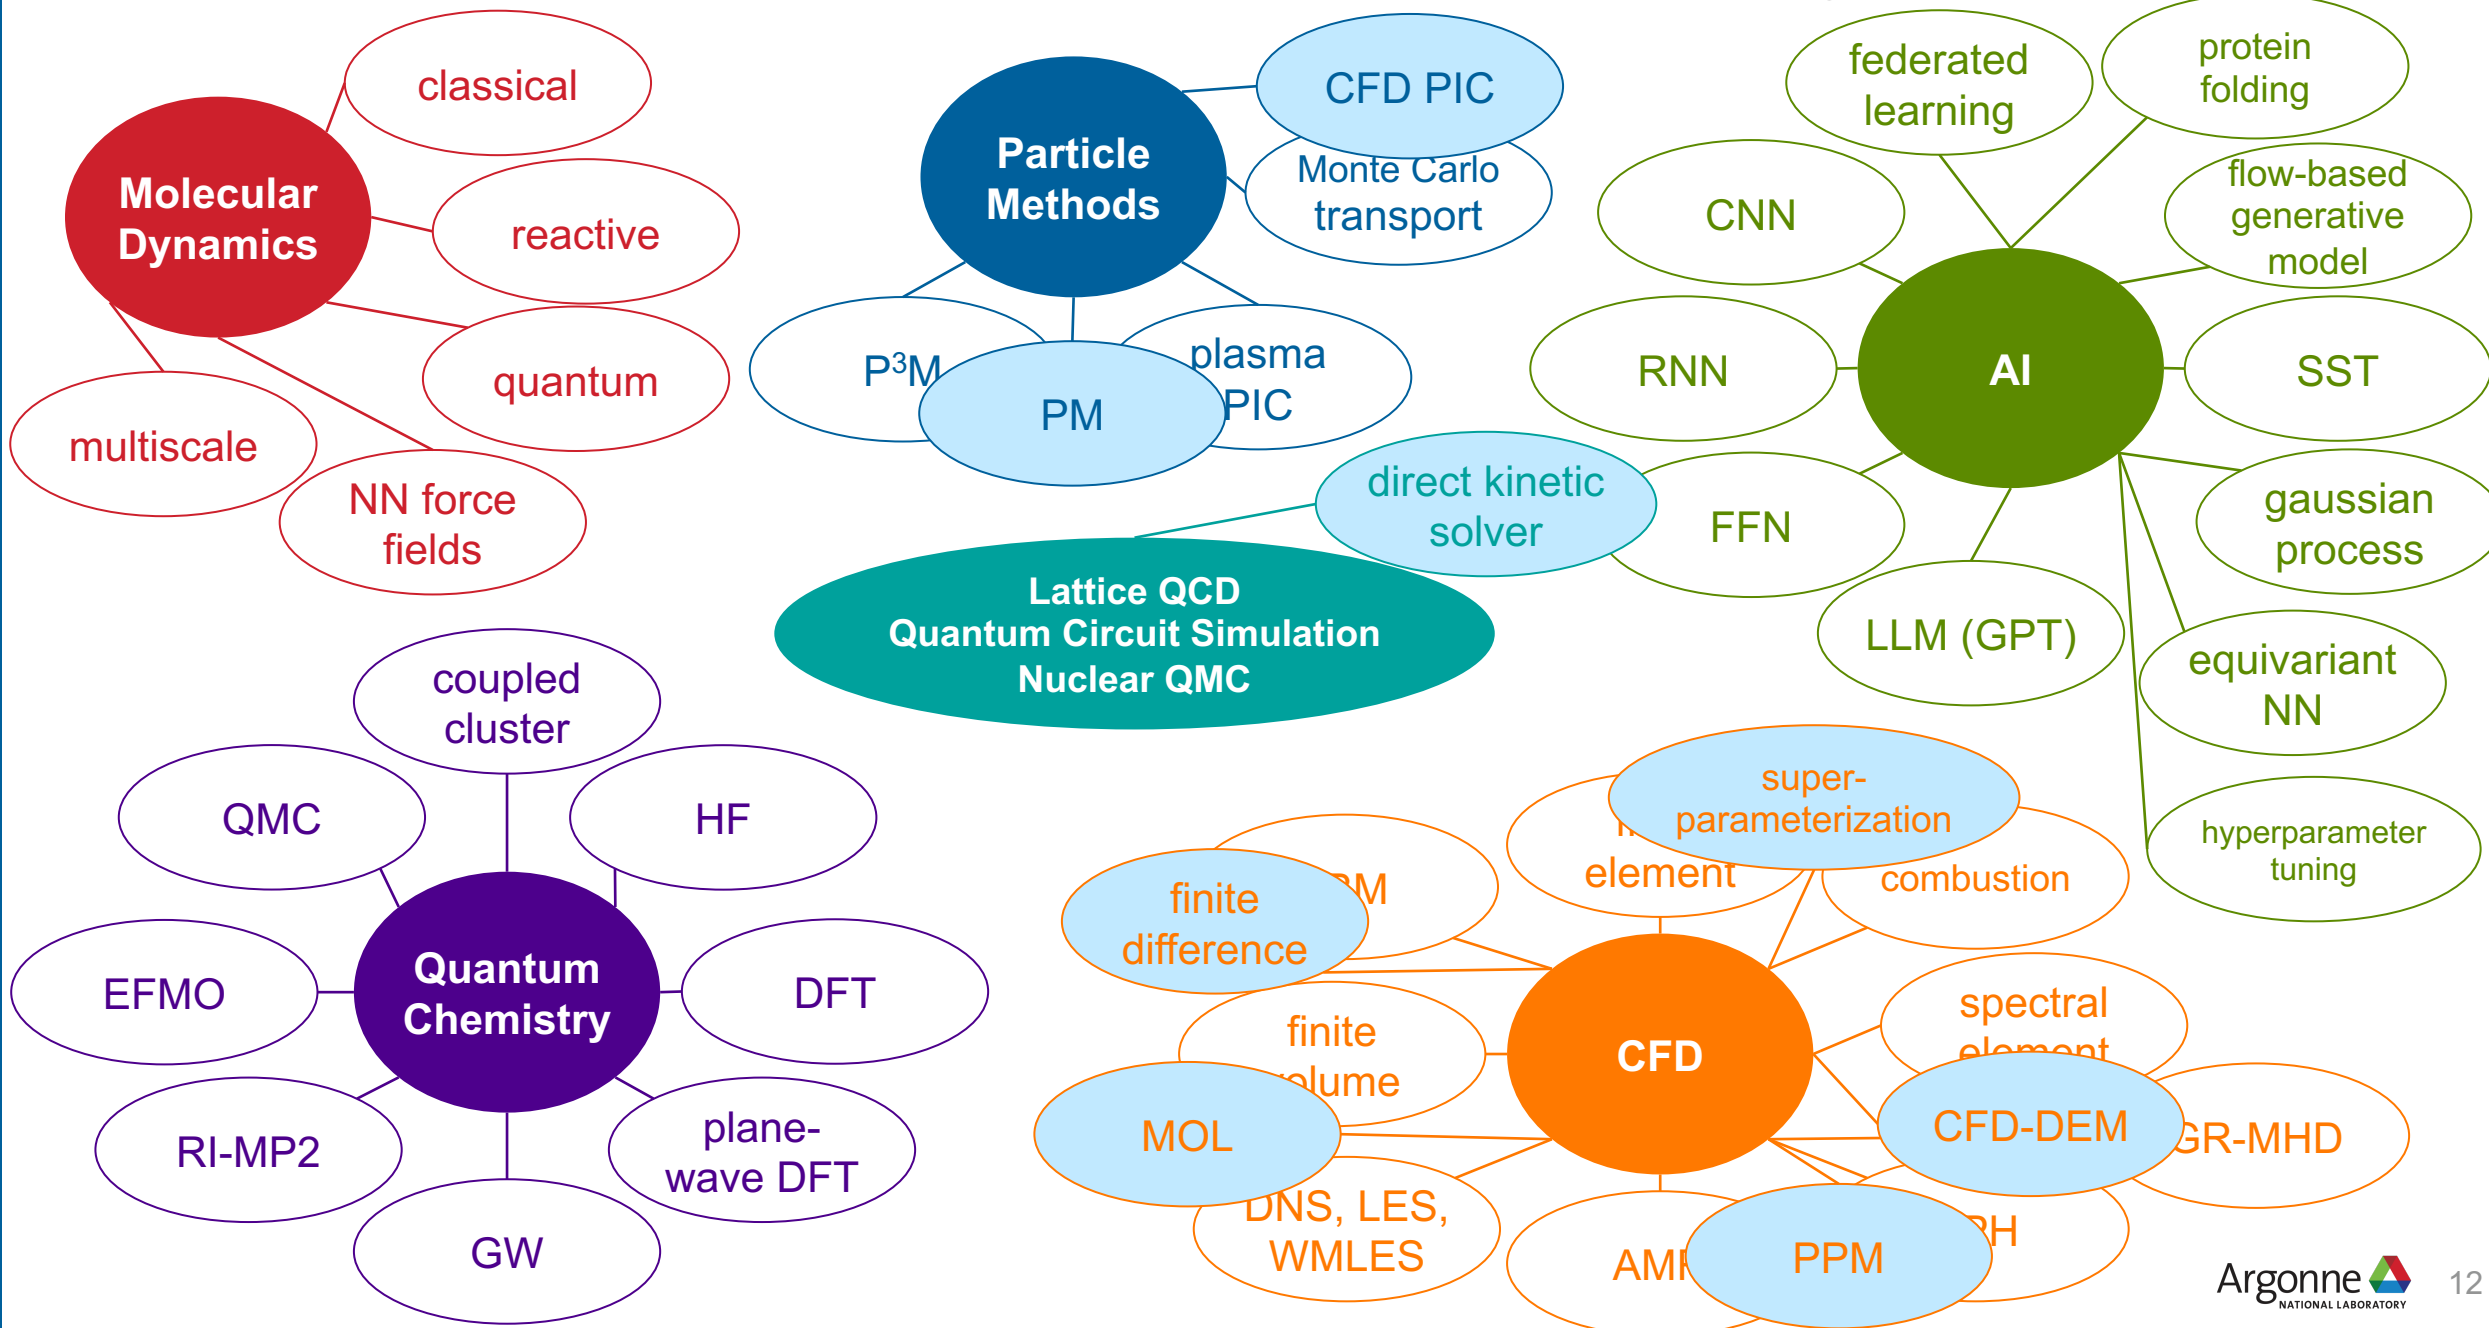 Molecular
Dynamics
classical
reactive
quantum
multiscale
NN force
fields
Particle
Methods
CFD PIC
Monte Carlo
transport
P³M
PM
plasma
PIC
direct kinetic
solver
Lattice QCD
Quantum Circuit Simulation
Nuclear QMC
AI
federated
learning
protein
folding
flow-based
generative
model
CNN
RNN
SST
FFN
gaussian
process
LLM (GPT)
equivariant
NN
hyperparameter
tuning
Quantum
Chemistry
coupled
cluster
QMC
HF
EFMO
DFT
RI-MP2
plane-
wave DFT
GW
CFD
super-
parameterization
element
combustion
finite
difference
finite
volume
spectral
element
MOL
CFD-DEM
GR-MHD
DNS, LES,
WMLES
PPM
Argonne
NATIONAL LABORATORY
12